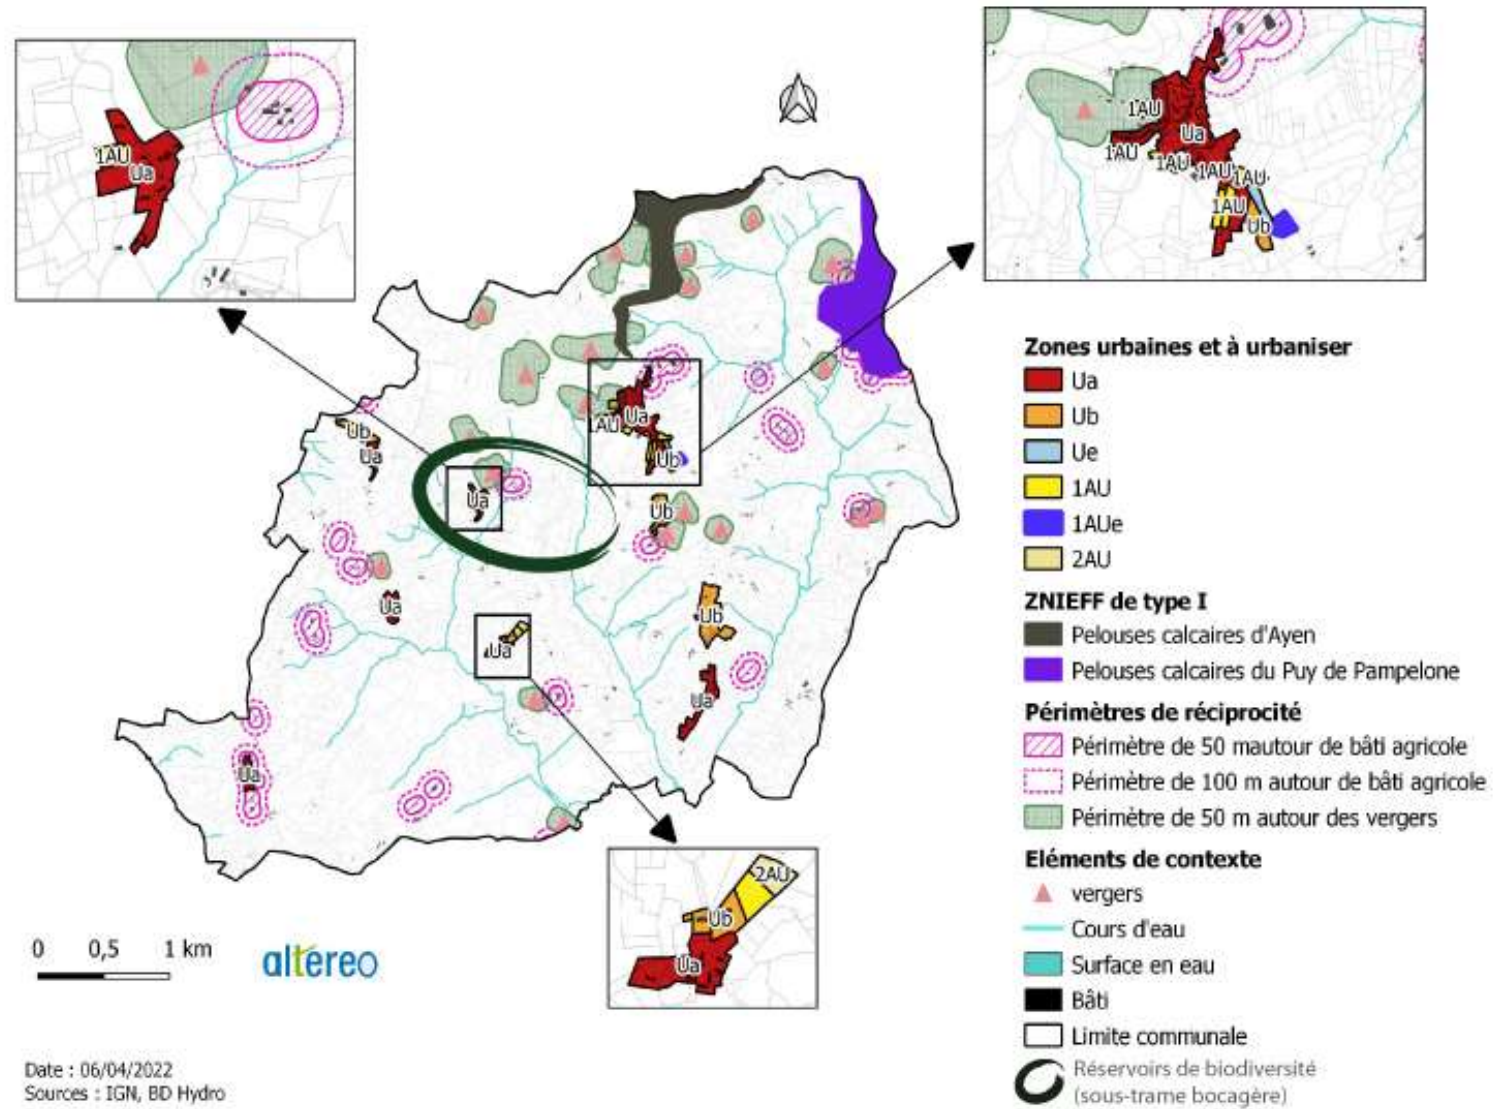 1AU
Ua
1AU
Ua
1AU
1AU
1AU
1AU
1AU
Ub
Zones urbaines et à urbaniser
Ua
Ub
Ue
1AU
1AUe
2AU
ZNIEFF de type I
Pelouses calcaires d'Ayen
Pelouses calcaires du Puy de Pampelone
Périmètres de réciprocité
Périmètre de 50 mautour de bâti agricole
Périmètre de 100 m autour de bâti agricole
Périmètre de 50 m autour des vergers
Eléments de contexte
vergers
Cours d'eau
Surface en eau
Bâti
Limite communale
Réservoirs de biodiversité
(sous-trame bocagère)
Ub
Ua
Ua
1AU
Ua
Ub
Ub
Ua
Ua
Ub
Ua
Ua
2AU
Ub
Ua
0 0,5 1 km
altereo
Date : 06/04/2022
Sources : IGN, BD Hydro